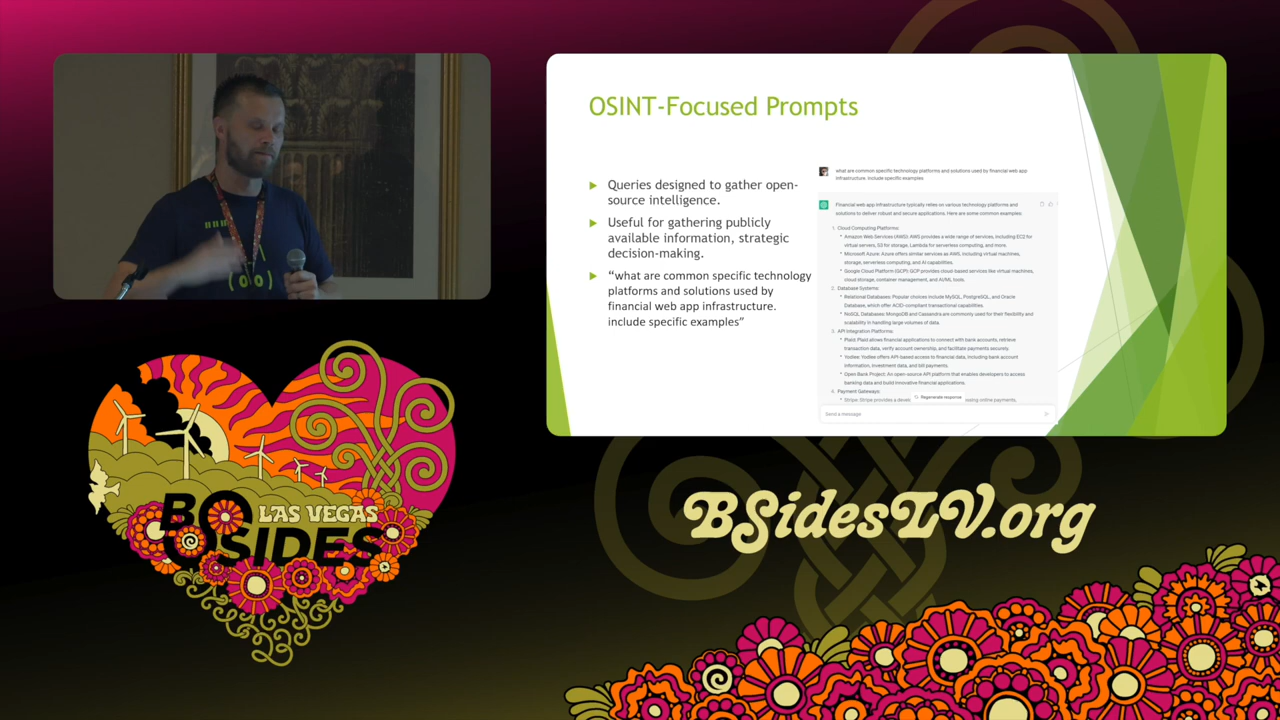 OSINT-Focused Prompts
Queries designed to gather open-
source intelligence.
Useful for gathering publicly
available information, strategic
decision-making.
“what are common specific technology
platforms and solutions used by
financial web app infrastructure.
include specific examples”
what are common specific technology platforms and solutions used by financial web app
infrastructure. include specific examples
Financial web app infrastructure typically relies on various technology platforms and
solutions to deliver robust and secure applications. Here are some common examples:
1. Cloud Computing Platforms:
Amazon Web Services (AWS): AWS provides a wide range of services, including EC2 for
virtual servers, S3 for storage, Lambda for serverless computing, and more.
Microsoft Azure: Azure offers similar services as AWS, including virtual machines,
storage, serverless computing, and AI capabilities.
Google Cloud Platform (GCP): GCP provides cloud-based services like virtual machines,
cloud storage, container management, and AI/ML tools.
2. Database Systems:
Relational Databases: Popular choices include MySQL, PostgreSQL, and Oracle
Database, which offer ACID-compliant transactional capabilities.
NoSQL Databases: MongoDB and Cassandra are commonly used for their flexibility and
scalability in handling large volumes of data.
3. API Integration Platforms:
Plaid: Plaid allows financial applications to connect with bank accounts, retrieve
transaction data, verify account ownership, and facilitate payments securely.
Yodlee: Yodlee offers API-based access to financial data, including bank account
information, investment data, and bill payments.
Open Bank Project: An open-source API platform that enables developers to access
banking data and build innovative financial applications.
4. Payment Gateways:
Stripe: Stripe provides a devel
Regenerate response
essing online payments,
Send a message
LAS VEGAS
BSIDES
BSidesLV.org